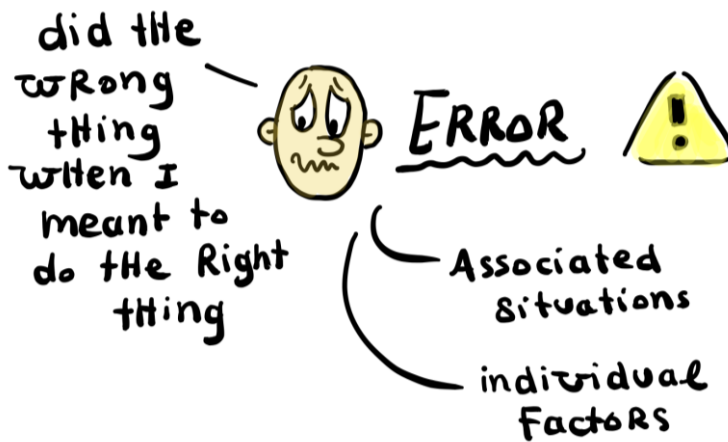 did the
wRong
tHing
wHen I
meant to
do tHe Right
tHing
ERROR
!
Associated
Situations
individual
FactoRS